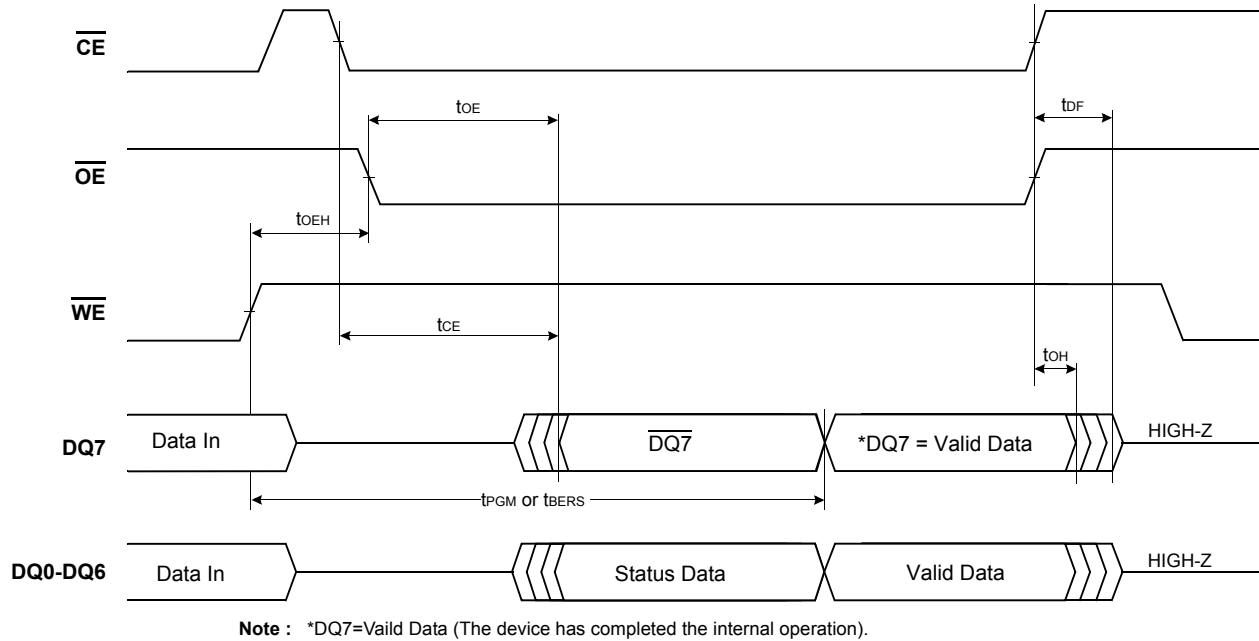 CE
tOE
tDF
OE
tOEH
WE
tCE
tOH
DQ7
Data In
DQ7
*DQ7 = Valid Data
HIGH-Z
tPGM or tBERS
DQ0-DQ6
Data In
Status Data
Valid Data
HIGH-Z
Note : *DQ7=Vaild Data (The device has completed the internal operation).